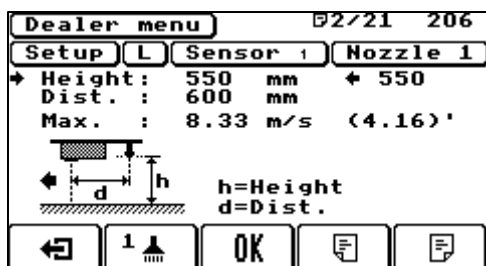 Dealer menu 2/21 206
Setup L Sensor 1 Nozzle 1
Height: 550 mm 550
Dist. : 600 mm
Max. : 8.33 m/s (4.16)'
d h
h=Height
d=Dist.
1 OK